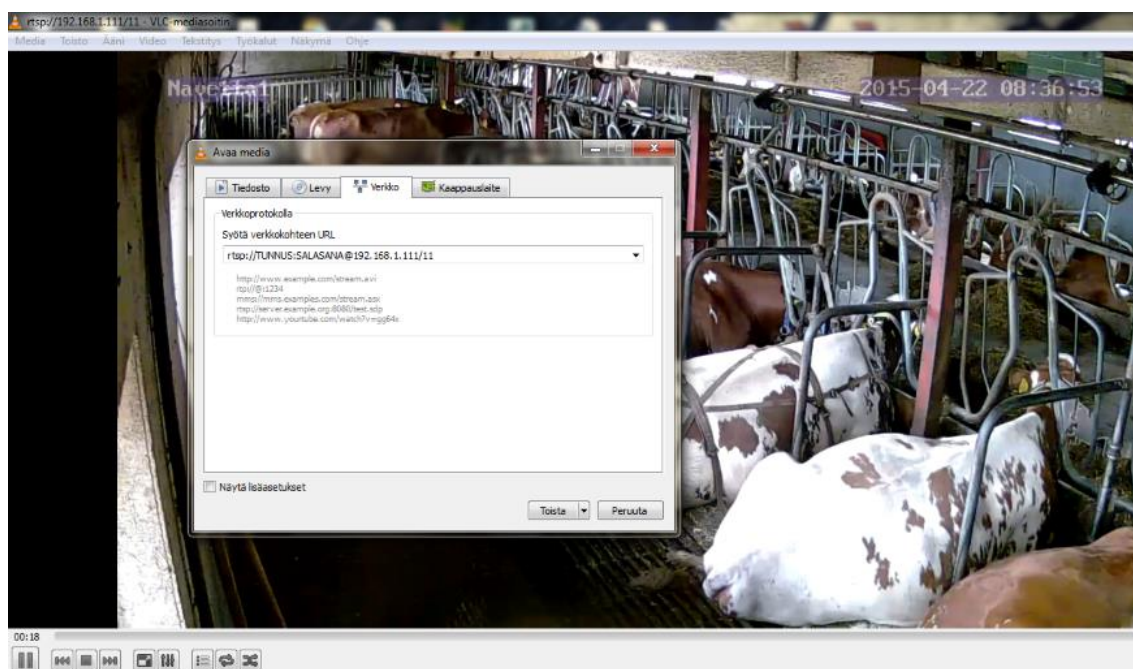 rtsp://192.168.1.111/11 - VLC-mediasoitin
Media Toisto Ääni Video Tekstitys Työkalut Näkymä Ohje
2015-04-22 08:36:53
Avaa media
Tiedosto Levy Verkko Kaappauslaite
Verkkoprotokolla
Syötä verkkokohteen URL
rtsp://TUNNUS:SALASANA@192.168.1.111/11
http://www.example.com/stream.avi
rtp://@:1234
mms://mms.examples.com/stream.asx
rtsp://server.example.org:8080/test.sdp
Näytä lisäasetukset
Toista Peruuta
00:18